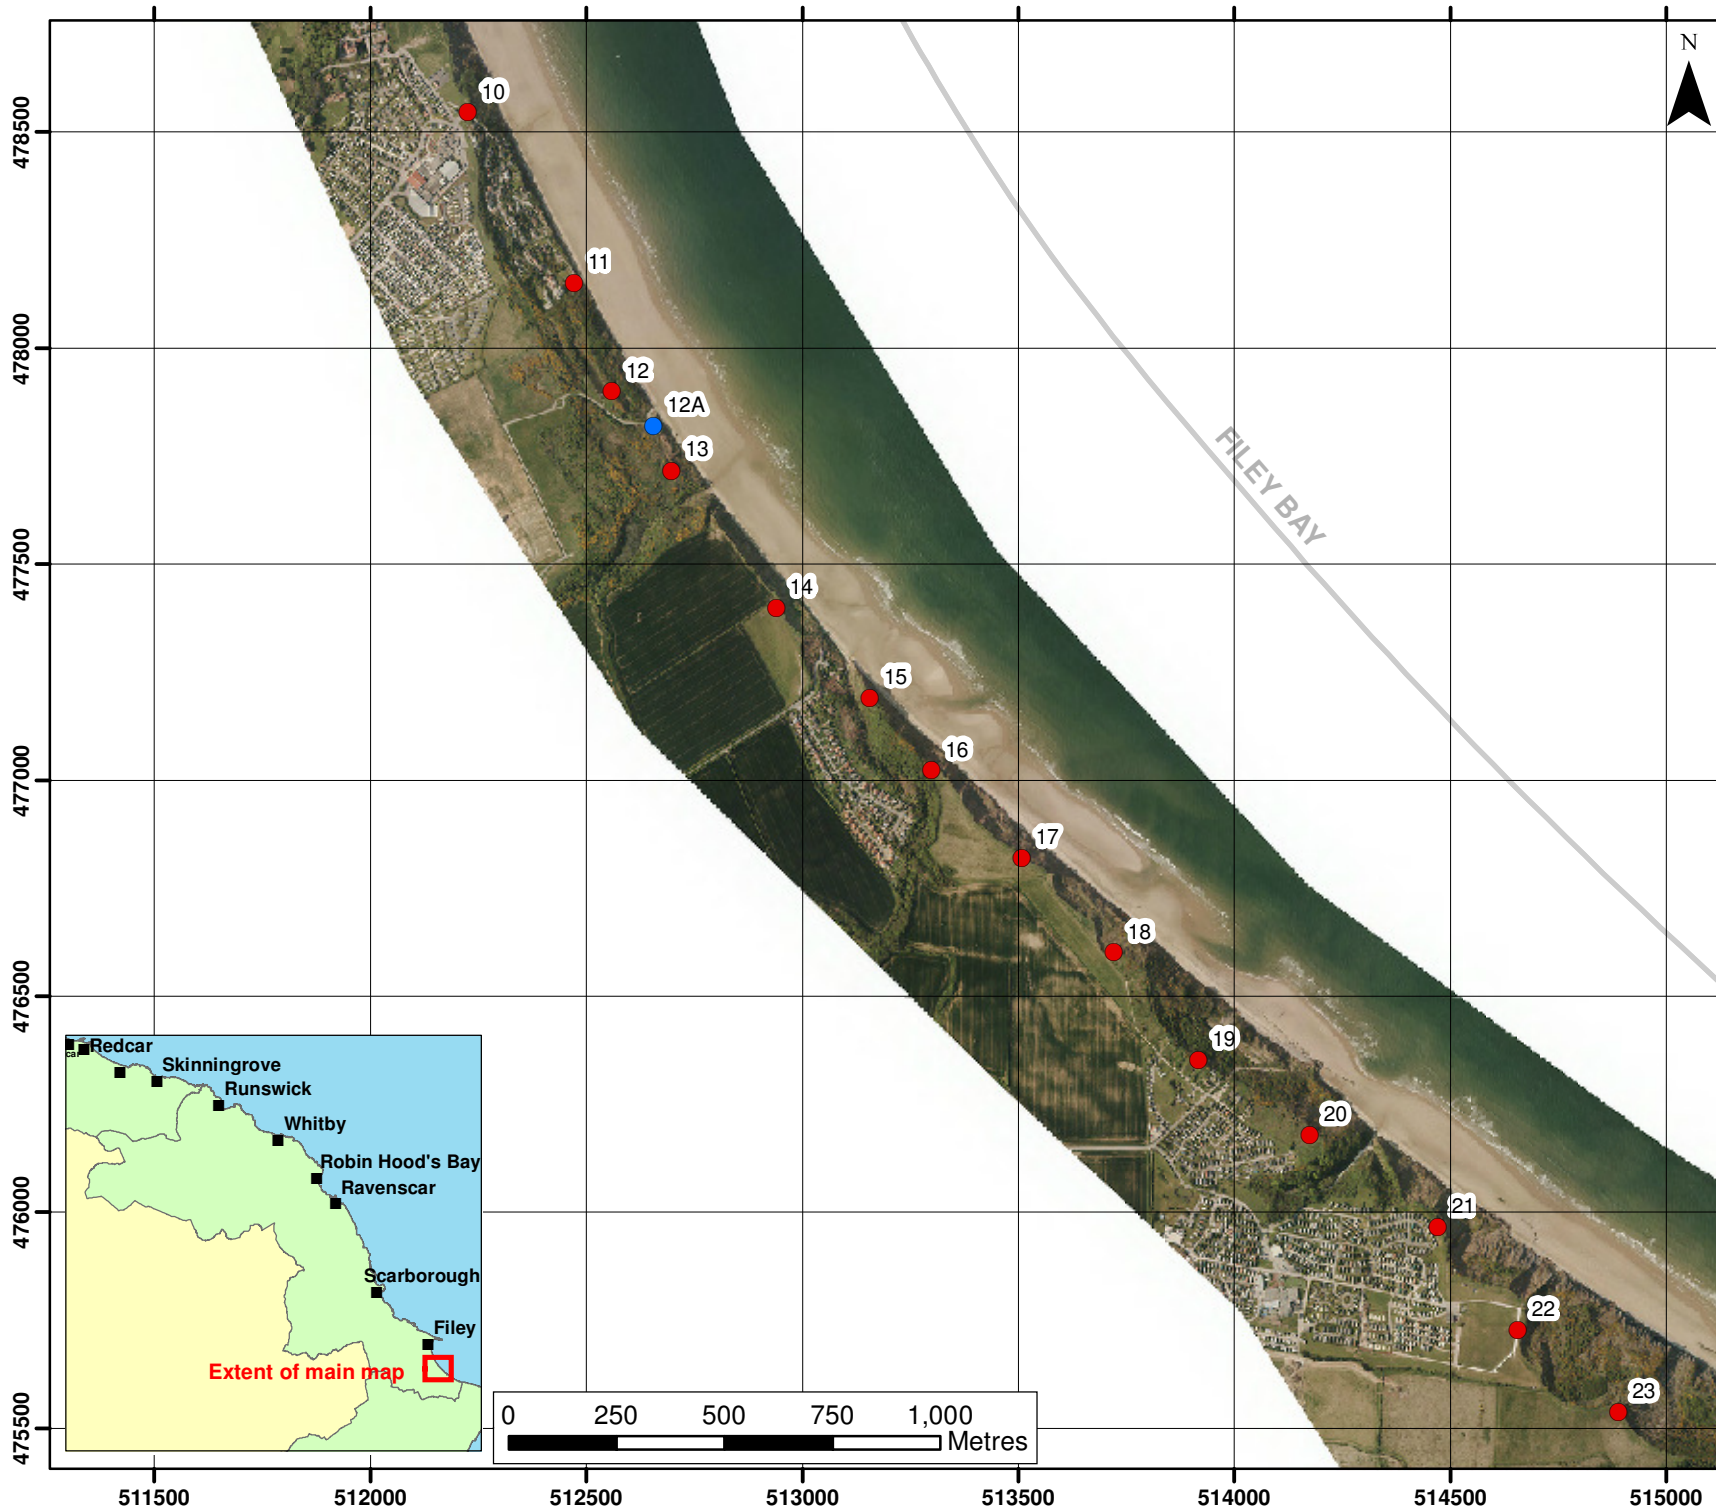 N
10
11
12
12A
13
14
15
16
17
18
19
20
21
22
23
FILEY BAY
478500
478000
477500
477000
476500
476000
475500
511500
512000
512500
513000
513500
514000
514500
515000
car
Redcar
Skinningrove
Runswick
Whitby
Robin Hood's Bay
Ravenscar
Scarborough
Filey
Extent of main map
0 250 500 750 1,000
Metres